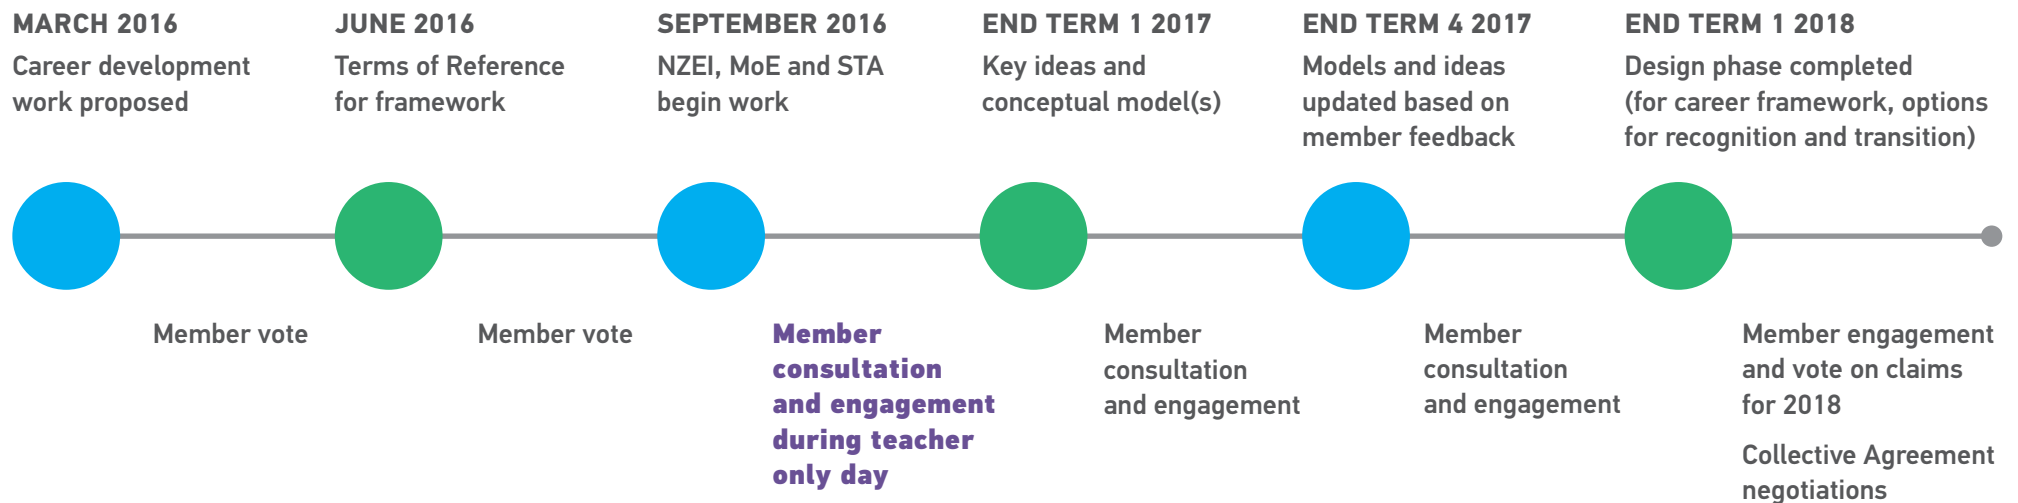 MARCH 2016
Career development
work proposed
JUNE 2016
Terms of Reference
for framework
SEPTEMBER 2016
NZEI, MoE and STA
begin work
END TERM 1 2017
Key ideas and
conceptual model(s)
END TERM 4 2017
Models and ideas
updated based on
member feedback
END TERM 1 2018
Design phase completed
(for career framework, options
for recognition and transition)
Member vote
Member vote
Member
consultation
and engagement
during teacher
only day
Member
consultation
and engagement
Member
consultation
and engagement
Member engagement
and vote on claims
for 2018
Collective Agreement
negotiations